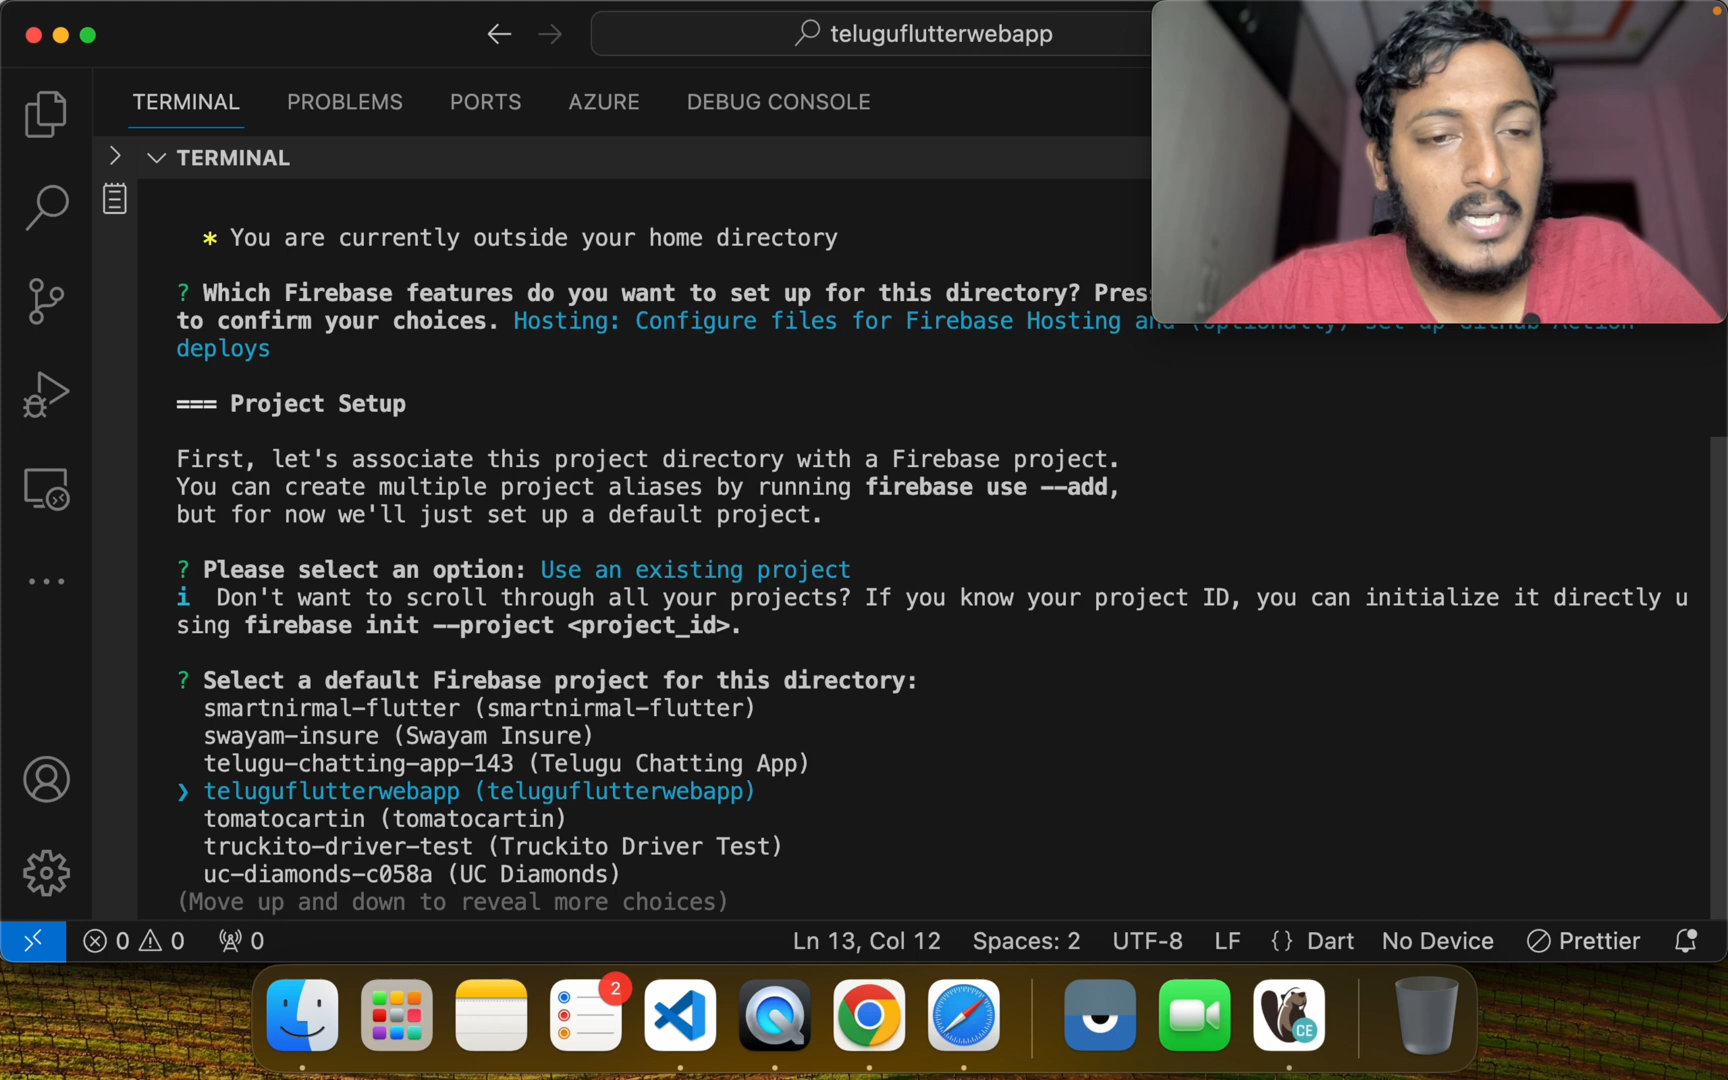 teluguflutterwebapp
TERMINAL PROBLEMS PORTS AZURE DEBUG CONSOLE
TERMINAL
* You are currently outside your home directory
? Which Firebase features do you want to set up for this directory? Press
to confirm your choices. Hosting: Configure files for Firebase Hosting and (optionally) set up GitHub Action
deploys
=== Project Setup
First, let's associate this project directory with a Firebase project.
You can create multiple project aliases by running firebase use --add,
but for now we'll just set up a default project.
? Please select an option: Use an existing project
i Don't want to scroll through all your projects? If you know your project ID, you can initialize it directly u
sing firebase init --project <project_id>.
? Select a default Firebase project for this directory:
smartnirmal-flutter (smartnirmal-flutter)
swayam-insure (Swayam Insure)
telugu-chatting-app-143 (Telugu Chatting App)
❯ teluguflutterwebapp (teluguflutterwebapp)
tomatocartin (tomatocartin)
truckito-driver-test (Truckito Driver Test)
uc-diamonds-c058a (UC Diamonds)
(Move up and down to reveal more choices)
0 0 0 Ln 13, Col 12 Spaces: 2 UTF-8 LF {} Dart No Device Prettier
2
CE